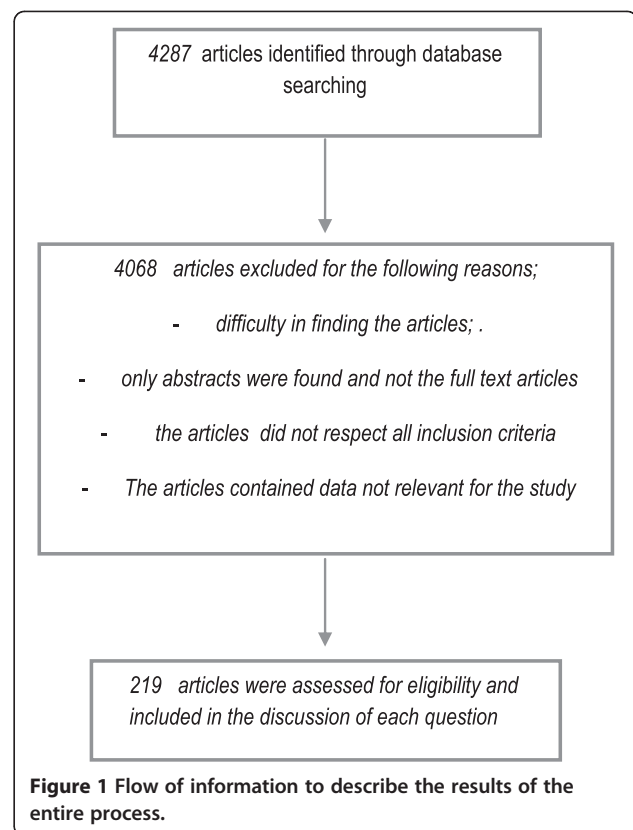 4287 articles identified through database
searching
4068 articles excluded for the following reasons;
- difficulty in finding the articles; .
- only abstracts were found and not the full text articles
- the articles did not respect all inclusion criteria
- The articles contained data not relevant for the study
219 articles were assessed for eligibility and
included in the discussion of each question
Figure 1 Flow of information to describe the results of the
entire process.